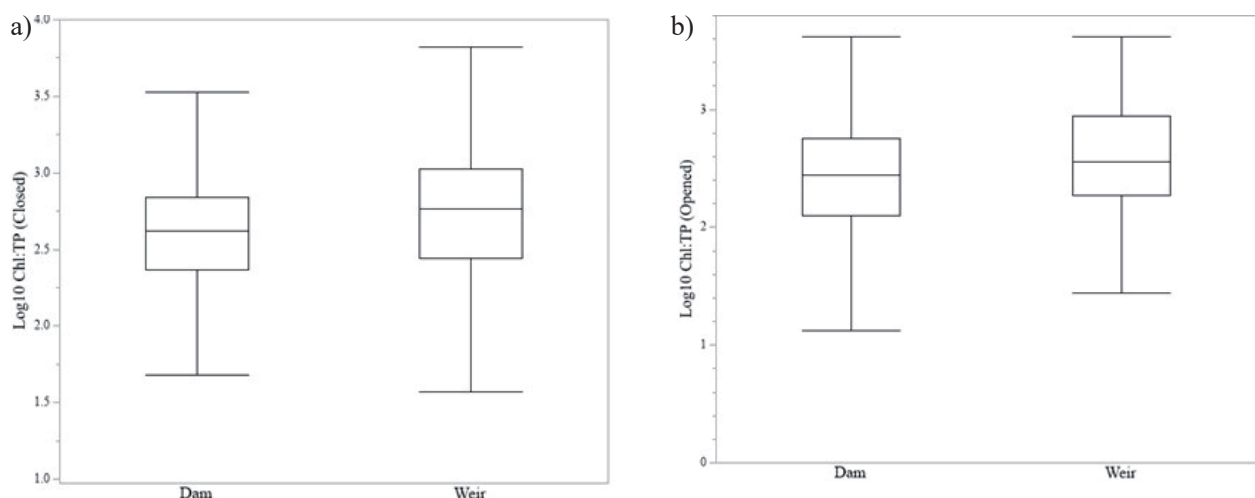 a)
4.0
3.5
3.0
2.5
2.0
1.5
1.0
Log10 Chl:TP (Closed)
Dam Weir
b)
3
2
1
0
Log10 Chl:TP (Opened)
Dam Weir